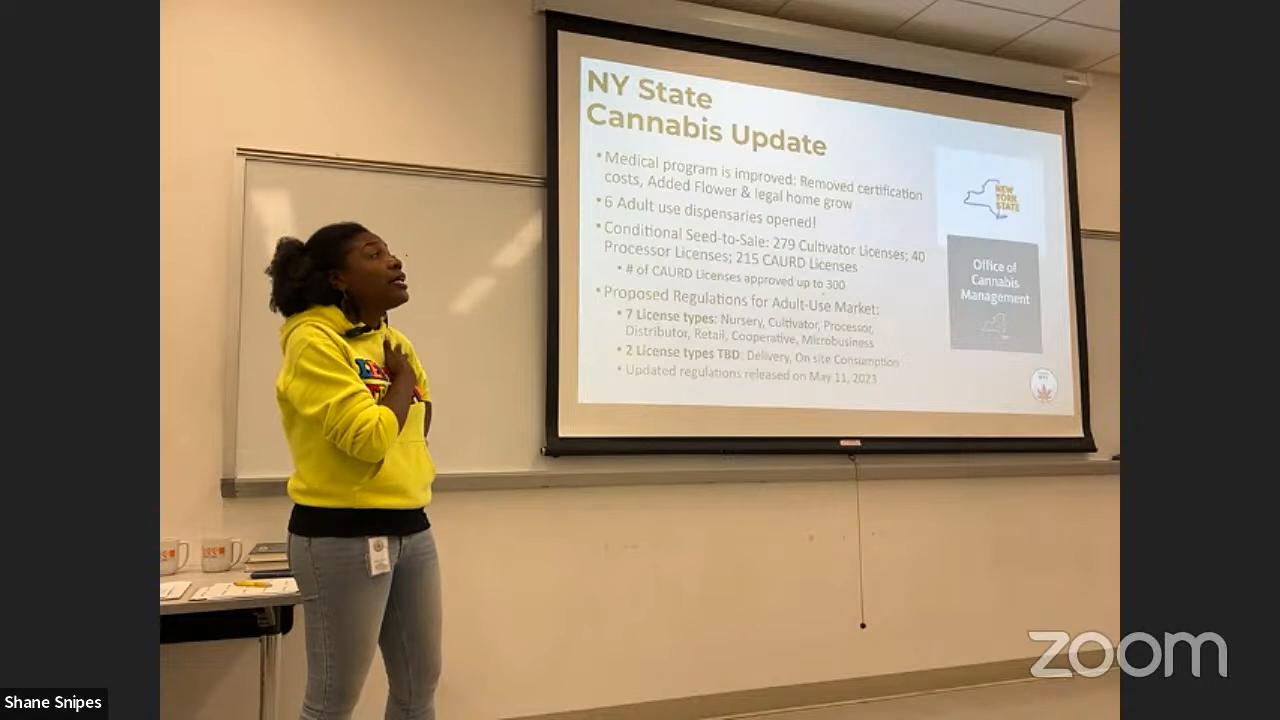 NY State
Cannabis Update
• Medical program is improved: Removed certification
costs, Added Flower & legal home grow
• 6 Adult use dispensaries opened!
• Conditional Seed-to-Sale: 279 Cultivator Licenses; 40
Processor Licenses; 215 CAURD Licenses
• # of CAURD Licenses approved up to 300
• Proposed Regulations for Adult-Use Market:
• 7 License types: Nursery, Cultivator, Processor,
Distributor, Retail, Cooperative, Microbusiness
• 2 License types TBD: Delivery, On site Consumption
• Updated regulations released on May 11, 2023
NEW
YORK
STATE
Office of
Cannabis
Management
zoom
Shane Snipes